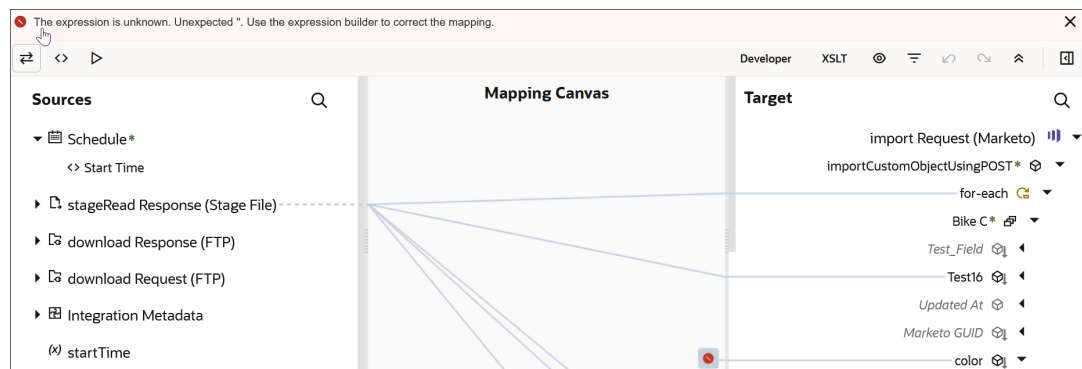 The expression is unknown. Unexpected ". Use the expression builder to correct the mapping.
Developer XSLT
Sources
Mapping Canvas
Target
Schedule*
<> Start Time
stageRead Response (Stage File)
download Response (FTP)
download Request (FTP)
Integration Metadata
(x) startTime
import Request (Marketo)
importCustomObjectUsingPOST*
for-each
Bike C*
Test_Field
Test16
Updated At
Marketo GUID
color